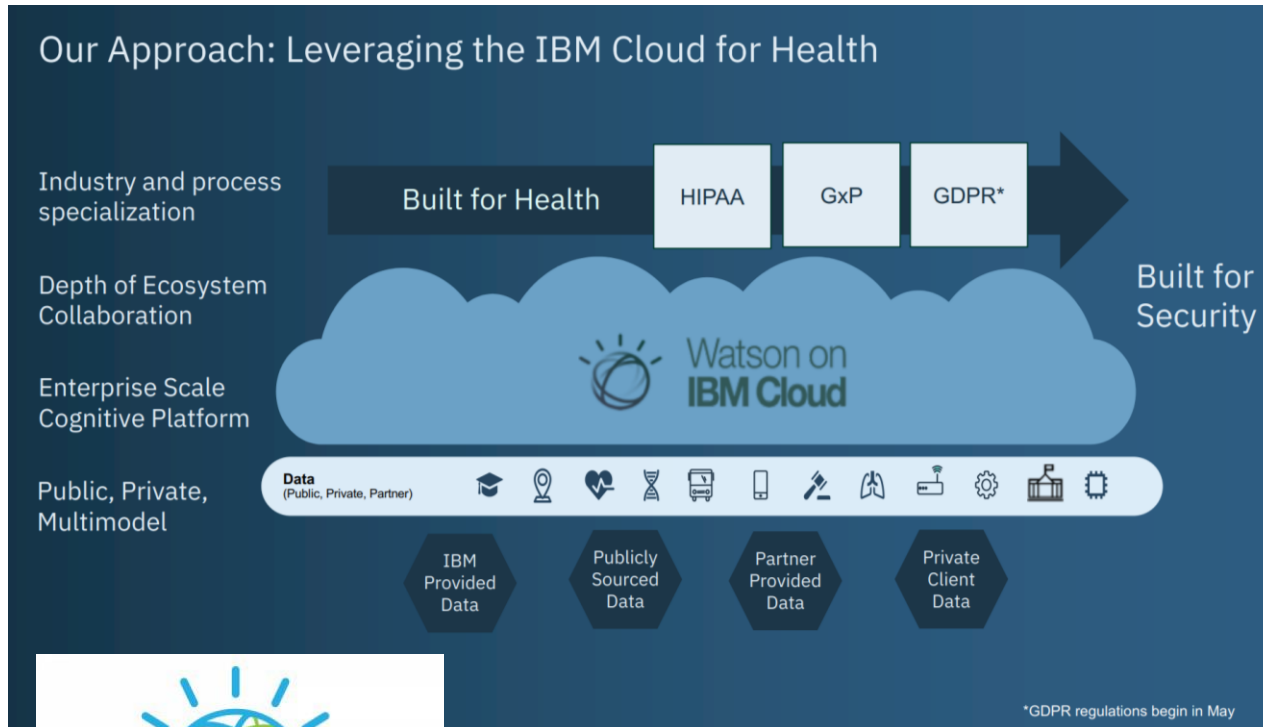 Our Approach: Leveraging the IBM Cloud for Health
Industry and process
specialization
Built for Health
HIPAA
GxP
GDPR*
Depth of Ecosystem
Collaboration
Built for
Security
Enterprise Scale
Cognitive Platform
Watson on
IBM Cloud
Public, Private,
Multimodel
Data
(Public, Private, Partner)
IBM
Provided
Data
Publicly
Sourced
Data
Partner
Provided
Data
Private
Client
Data
*GDPR regulations begin in May